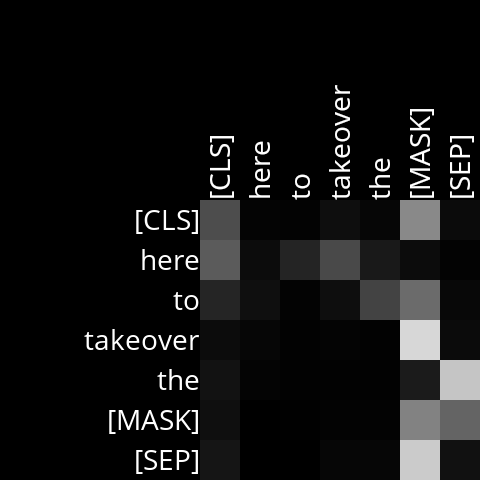 [CLS] here to takeover the [MASK] [SEP]
[CLS]
here
to
takeover
the
[MASK]
[SEP]